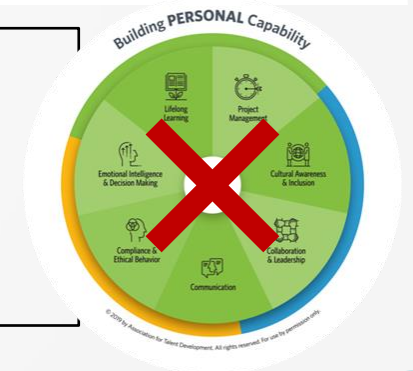 Building PERSONAL Capability
Lifelong
Learning
Project
Management
Emotional Intelligence
& Decision Making
Cultural Awareness
& Inclusion
Compliance &
Ethical Behavior
Collaboration
& Leadership
Communication
© 2019 by Association for Talent Development. All rights reserved. For use by permission only.